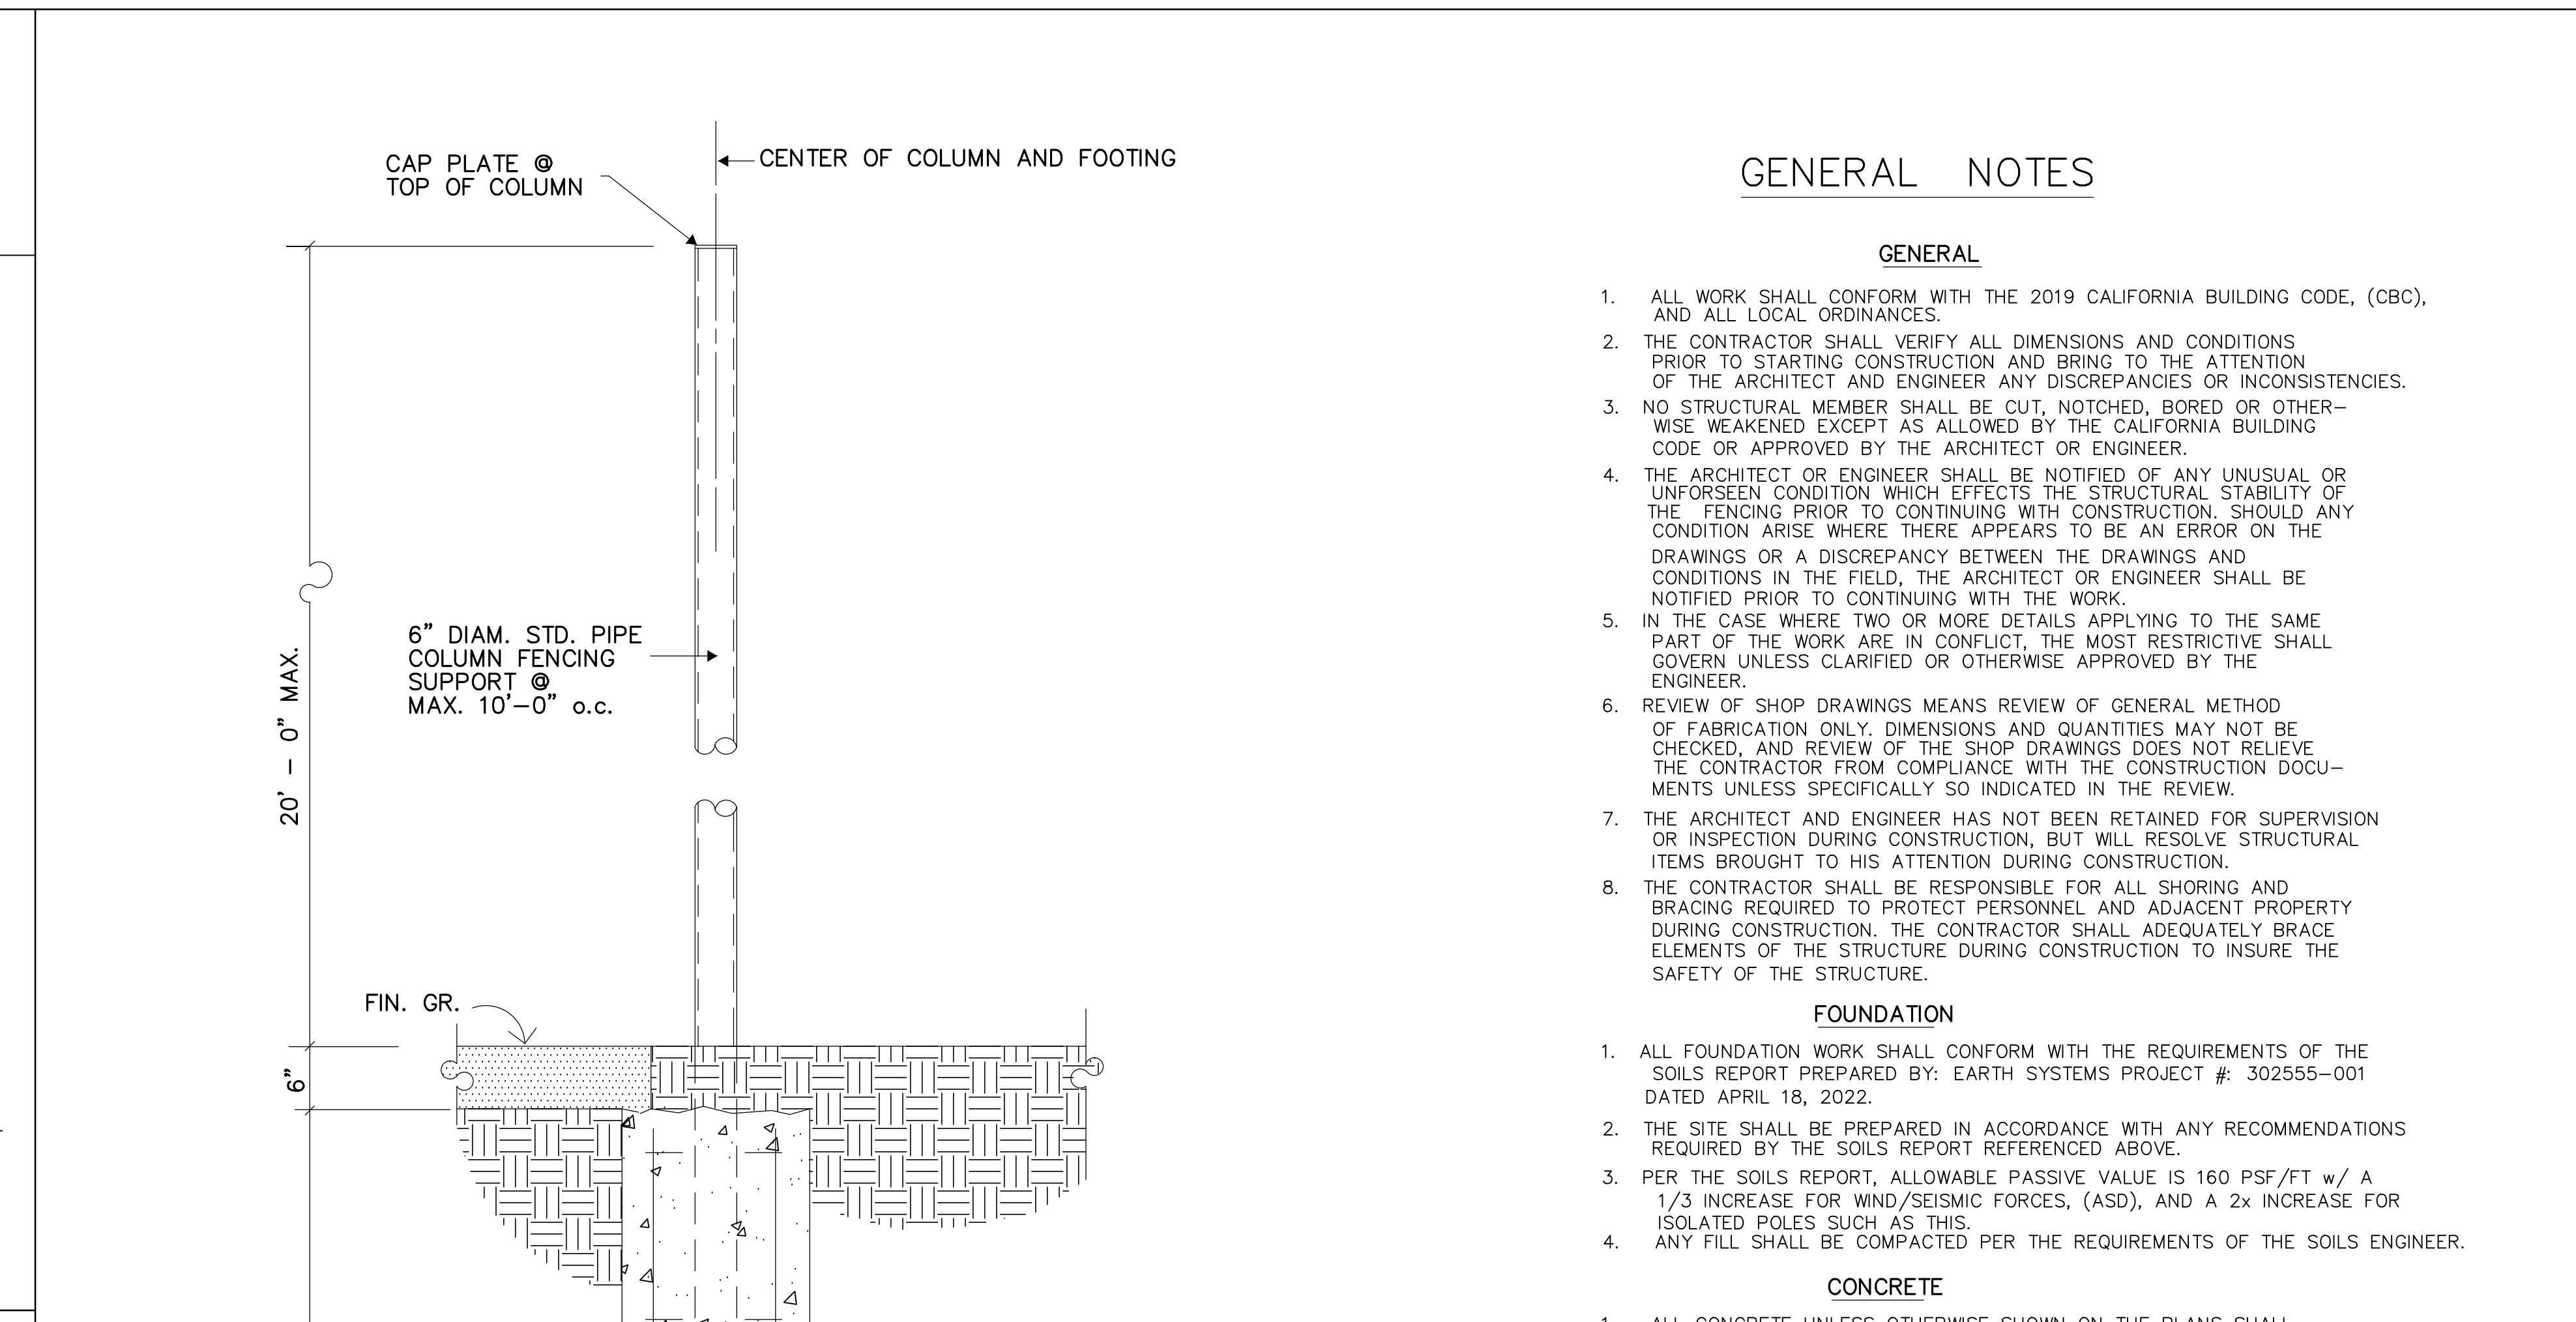 CAP PLATE @
TOP OF COLUMN
CENTER OF COLUMN AND FOOTING
20' – 0" MAX.
6" DIAM. STD. PIPE
COLUMN FENCING
SUPPORT @
MAX. 10'–0" o.c.
FIN. GR.
6"
GENERAL NOTES
GENERAL
1. ALL WORK SHALL CONFORM WITH THE 2019 CALIFORNIA BUILDING CODE, (CBC),
AND ALL LOCAL ORDINANCES.
2. THE CONTRACTOR SHALL VERIFY ALL DIMENSIONS AND CONDITIONS
PRIOR TO STARTING CONSTRUCTION AND BRING TO THE ATTENTION
OF THE ARCHITECT AND ENGINEER ANY DISCREPANCIES OR INCONSISTENCIES.
3. NO STRUCTURAL MEMBER SHALL BE CUT, NOTCHED, BORED OR OTHER–
WISE WEAKENED EXCEPT AS ALLOWED BY THE CALIFORNIA BUILDING
CODE OR APPROVED BY THE ARCHITECT OR ENGINEER.
4. THE ARCHITECT OR ENGINEER SHALL BE NOTIFIED OF ANY UNUSUAL OR
UNFORSEEN CONDITION WHICH EFFECTS THE STRUCTURAL STABILITY OF
THE FENCING PRIOR TO CONTINUING WITH CONSTRUCTION. SHOULD ANY
CONDITION ARISE WHERE THERE APPEARS TO BE AN ERROR ON THE
DRAWINGS OR A DISCREPANCY BETWEEN THE DRAWINGS AND
CONDITIONS IN THE FIELD, THE ARCHITECT OR ENGINEER SHALL BE
NOTIFIED PRIOR TO CONTINUING WITH THE WORK.
5. IN THE CASE WHERE TWO OR MORE DETAILS APPLYING TO THE SAME
PART OF THE WORK ARE IN CONFLICT, THE MOST RESTRICTIVE SHALL
GOVERN UNLESS CLARIFIED OR OTHERWISE APPROVED BY THE
ENGINEER.
6. REVIEW OF SHOP DRAWINGS MEANS REVIEW OF GENERAL METHOD
OF FABRICATION ONLY. DIMENSIONS AND QUANTITIES MAY NOT BE
CHECKED, AND REVIEW OF THE SHOP DRAWINGS DOES NOT RELIEVE
THE CONTRACTOR FROM COMPLIANCE WITH THE CONSTRUCTION DOCU–
MENTS UNLESS SPECIFICALLY SO INDICATED IN THE REVIEW.
7. THE ARCHITECT AND ENGINEER HAS NOT BEEN RETAINED FOR SUPERVISION
OR INSPECTION DURING CONSTRUCTION, BUT WILL RESOLVE STRUCTURAL
ITEMS BROUGHT TO HIS ATTENTION DURING CONSTRUCTION.
8. THE CONTRACTOR SHALL BE RESPONSIBLE FOR ALL SHORING AND
BRACING REQUIRED TO PROTECT PERSONNEL AND ADJACENT PROPERTY
DURING CONSTRUCTION. THE CONTRACTOR SHALL ADEQUATELY BRACE
ELEMENTS OF THE STRUCTURE DURING CONSTRUCTION TO INSURE THE
SAFETY OF THE STRUCTURE.
FOUNDATION
1. ALL FOUNDATION WORK SHALL CONFORM WITH THE REQUIREMENTS OF THE
SOILS REPORT PREPARED BY: EARTH SYSTEMS PROJECT #: 302555–001
DATED APRIL 18, 2022.
2. THE SITE SHALL BE PREPARED IN ACCORDANCE WITH ANY RECOMMENDATIONS
REQUIRED BY THE SOILS REPORT REFERENCED ABOVE.
3. PER THE SOILS REPORT, ALLOWABLE PASSIVE VALUE IS 160 PSF/FT w/ A
1/3 INCREASE FOR WIND/SEISMIC FORCES, (ASD), AND A 2x INCREASE FOR
ISOLATED POLES SUCH AS THIS.
4. ANY FILL SHALL BE COMPACTED PER THE REQUIREMENTS OF THE SOILS ENGINEER.
CONCRETE
1. ALL CONCRETE UNLESS OTHERWISE SHOWN ON THE PLANS SHALL